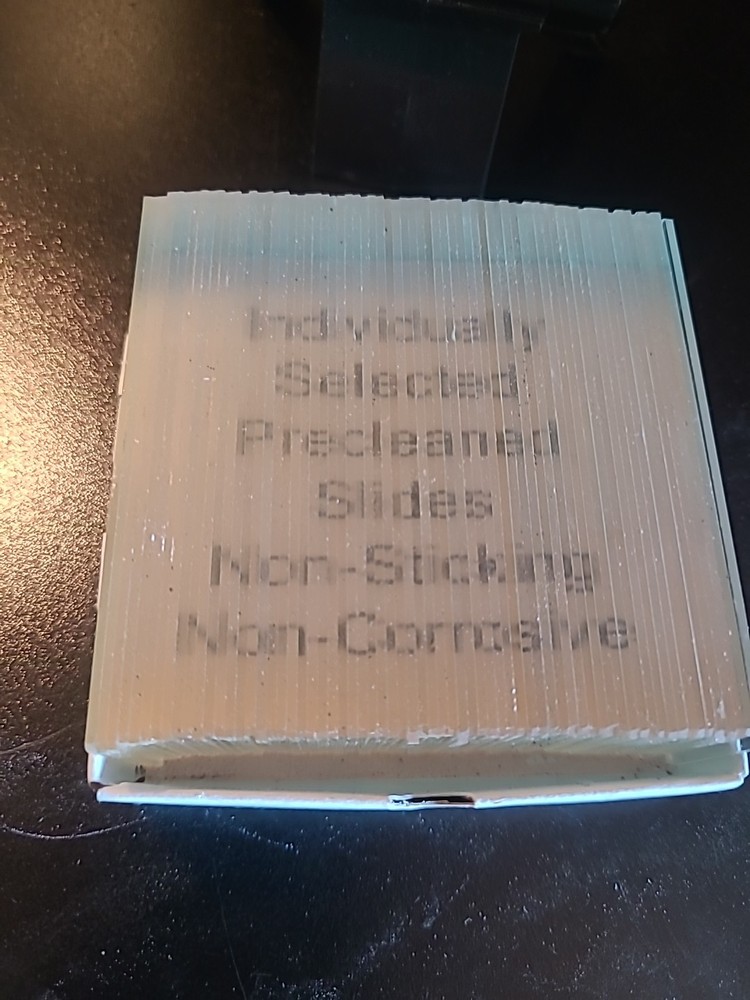 Individually
Selected
Precleaned
Slides
Non-Sticking
Non-Corrosive